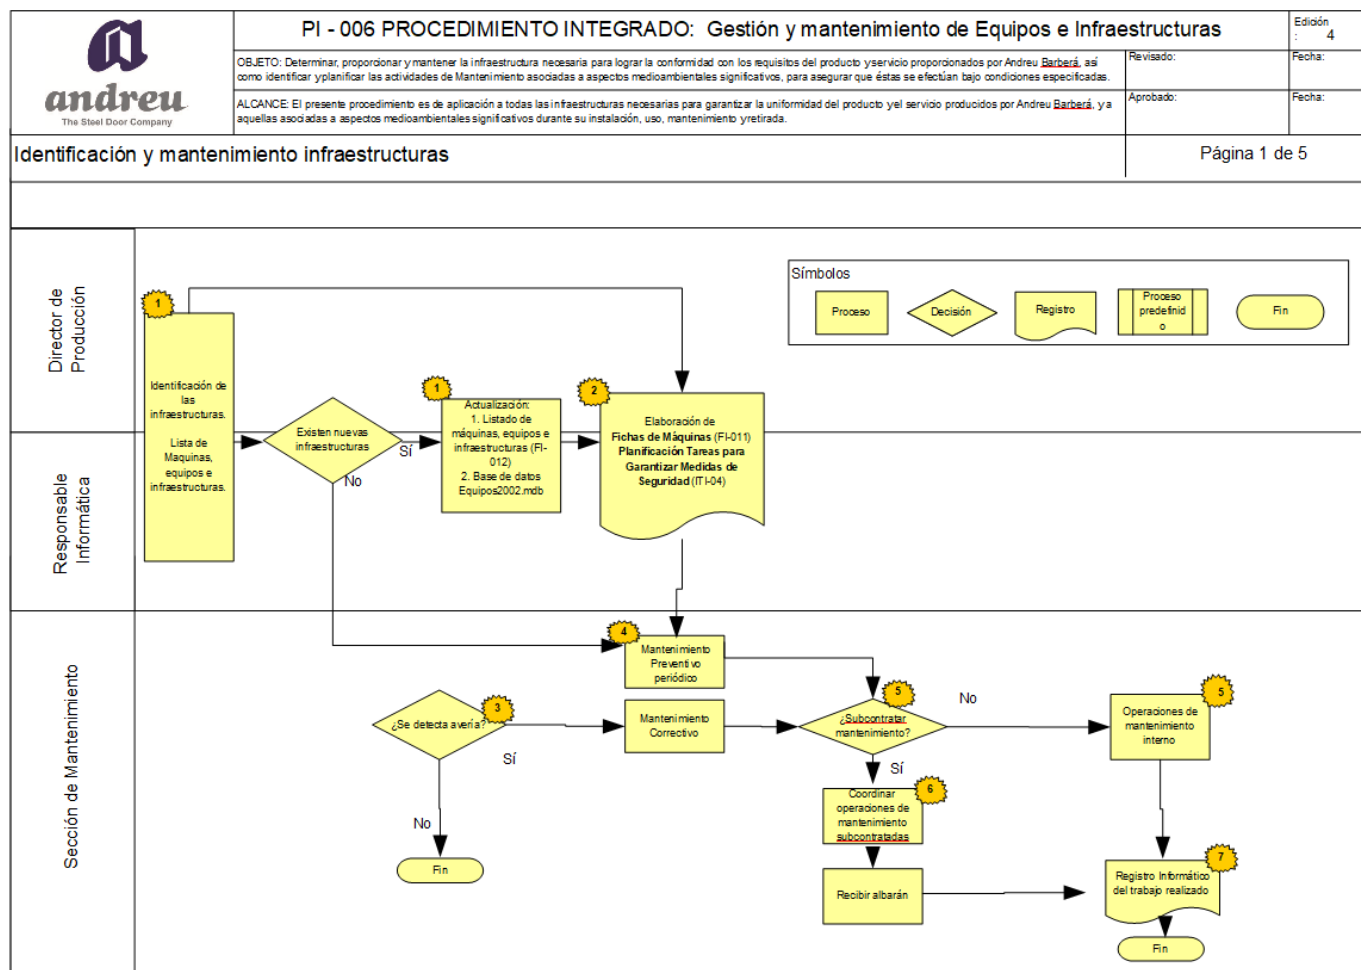 andreu
The Steel Door Company
PI - 006 PROCEDIMIENTO INTEGRADO: Gestión y mantenimiento de Equipos e Infraestructuras
Edición
: 4
OBJETO: Determinar, proporcionar y mantener la infraestructura necesaria para lograr la conformidad con los requisitos del producto yservicio proporcionados por Andreu Barberá, así
como identificar yplanificar las actividades de Mantenimiento asociadas a aspectos medioambientales significativos, para asegurar que éstas se efectúan bajo condiciones especificadas.
Revisado:
Fecha:
ALCANCE: El presente procedimiento es de aplicación a todas las infraestructuras necesarias para garantizar la uniformidad del producto yel servicio producidos por Andreu Barberá, y a
aquellas asociadas a aspectos medioambientales significativos durante su instalación, uso, mantenimiento yretirada.
Aprobado:
Fecha:
Identificación y mantenimiento infraestructuras
Página 1 de 5
Director de
Producción
Símbolos
Proceso
Decisión
Registro
Proceso
predefinid
o
Fin
1
Identificación de
las
infraestructuras.
Lista de
Maquinas,
equipos e
infraestructuras.
Existen nuevas
infraestructuras
Sí
No
1
Actualización:
1. Listado de
máquinas, equipos e
infraestructuras (FI-
012)
2. Base de datos
Equipos2002.mdb
2
Elaboración de
Fichas de Máquinas (FI-011)
Planificación Tareas para
Garantizar Medidas de
Seguridad (ITI-04)
Responsable
Informática
Sección de Mantenimiento
4
Mantenimiento
Preventivo
periódico
3
¿Se detecta avería?
Sí
No
Fin
Mantenimiento
Correctivo
5
¿Subcontratar
mantenimiento?
No
Sí
5
Operaciones de
mantenimiento
interno
6
Coordinar
operaciones de
mantenimiento
subcontratadas
Recibir albarán
7
Registro Informático
del trabajo realizado
Fin